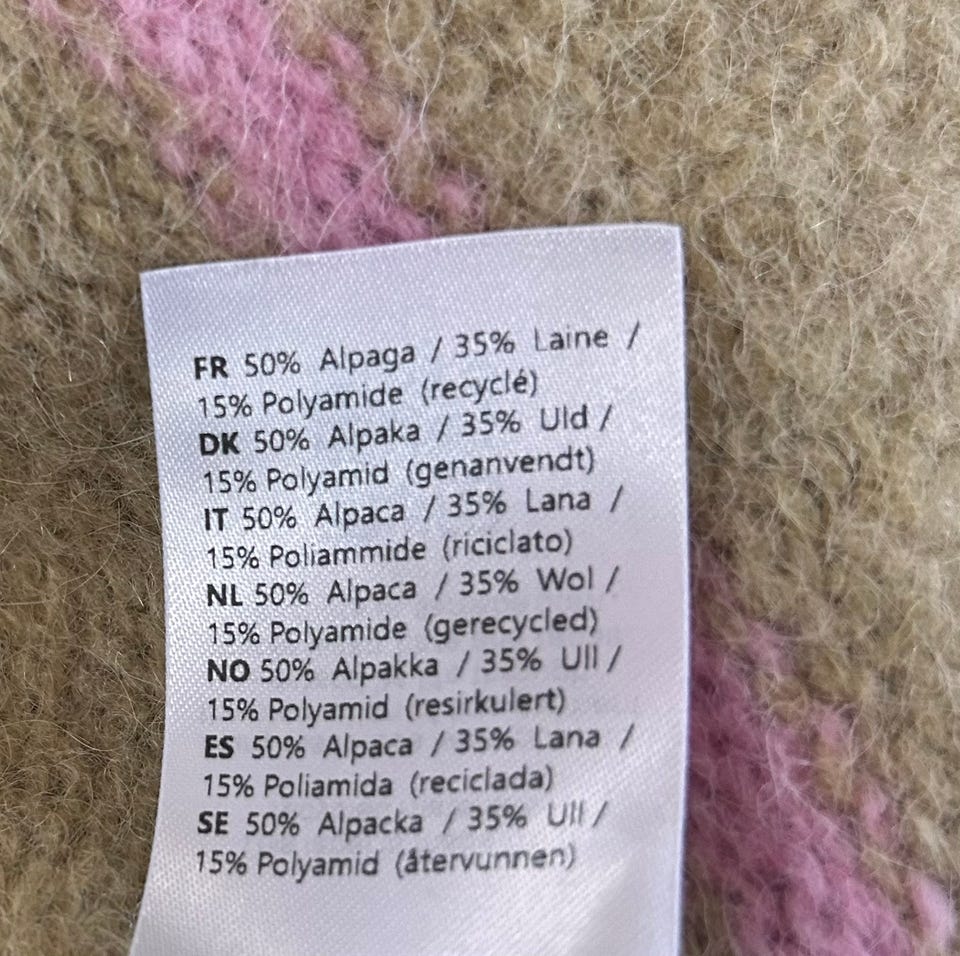 FR 50% Alpaga / 35% Laine /
15% Polyamide (recyclé)
DK 50% Alpaka / 35% Uld /
15% Polyamid (genanvendt)
IT 50% Alpaca / 35% Lana /
15% Poliammide (riciclato)
NL 50% Alpaca / 35% Wol /
15% Polyamide (gerecycled)
NO 50% Alpakka / 35% Ull /
15% Polyamid (resirkulert)
ES 50% Alpaca / 35% Lana /
15% Poliamida (reciclada)
SE 50% Alpacka / 35% Ull /
15% Polyamid (återvunnen)